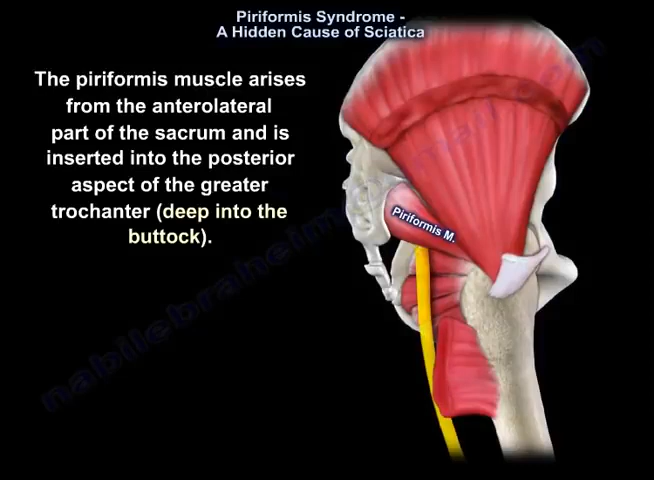 Piriformis Syndrome -
A Hidden Cause of Sciatica
The piriformis muscle arises
from the anterolateral
part of the sacrum and is
inserted into the posterior
aspect of the greater
trochanter (deep into the
buttock).
Piriformis M.